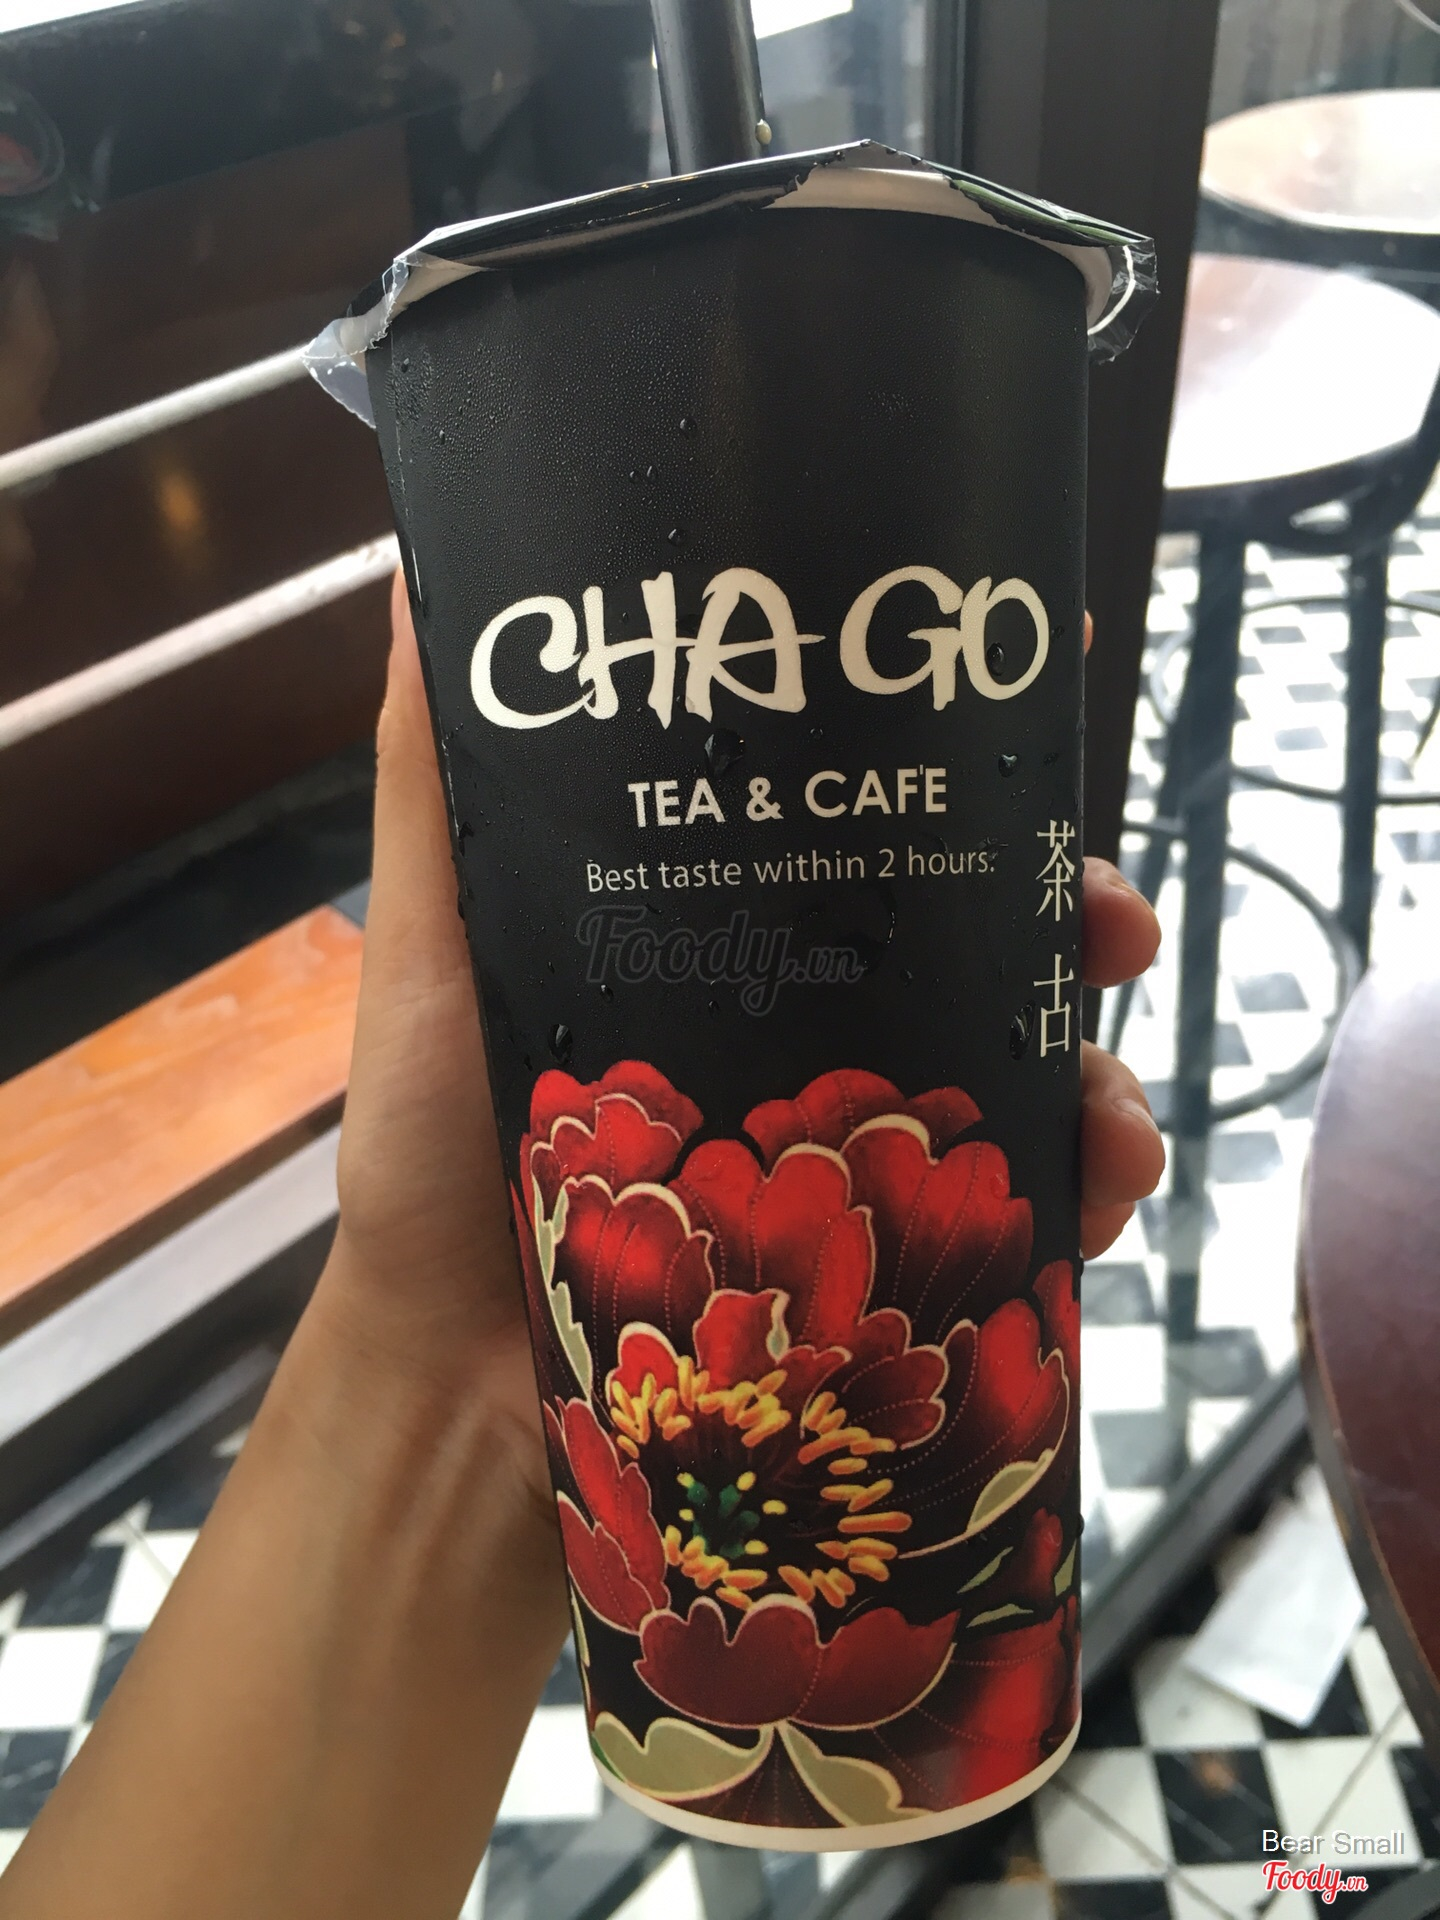 CHA GO
TEA & CAFE
Best taste within 2 hours.
茶古
Foody.vn
Bear Small
Foody.vn